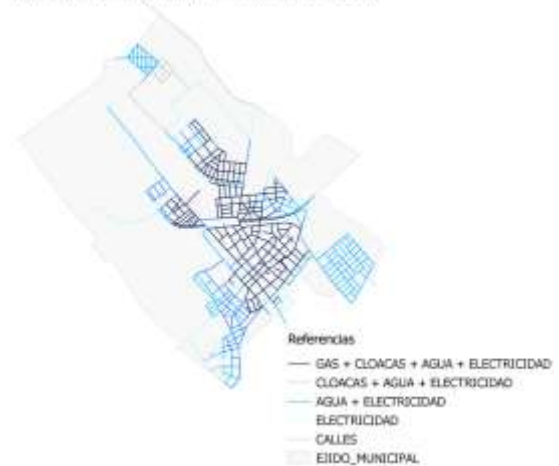 Referencias
GAS + CLOACAS + AGUA + ELECTRICIDAD
CLOACAS + AGUA + ELECTRICIDAD
AGUA + ELECTRICIDAD
ELECTRICIDAD
CALLES
EJIDO_MUNICIPAL